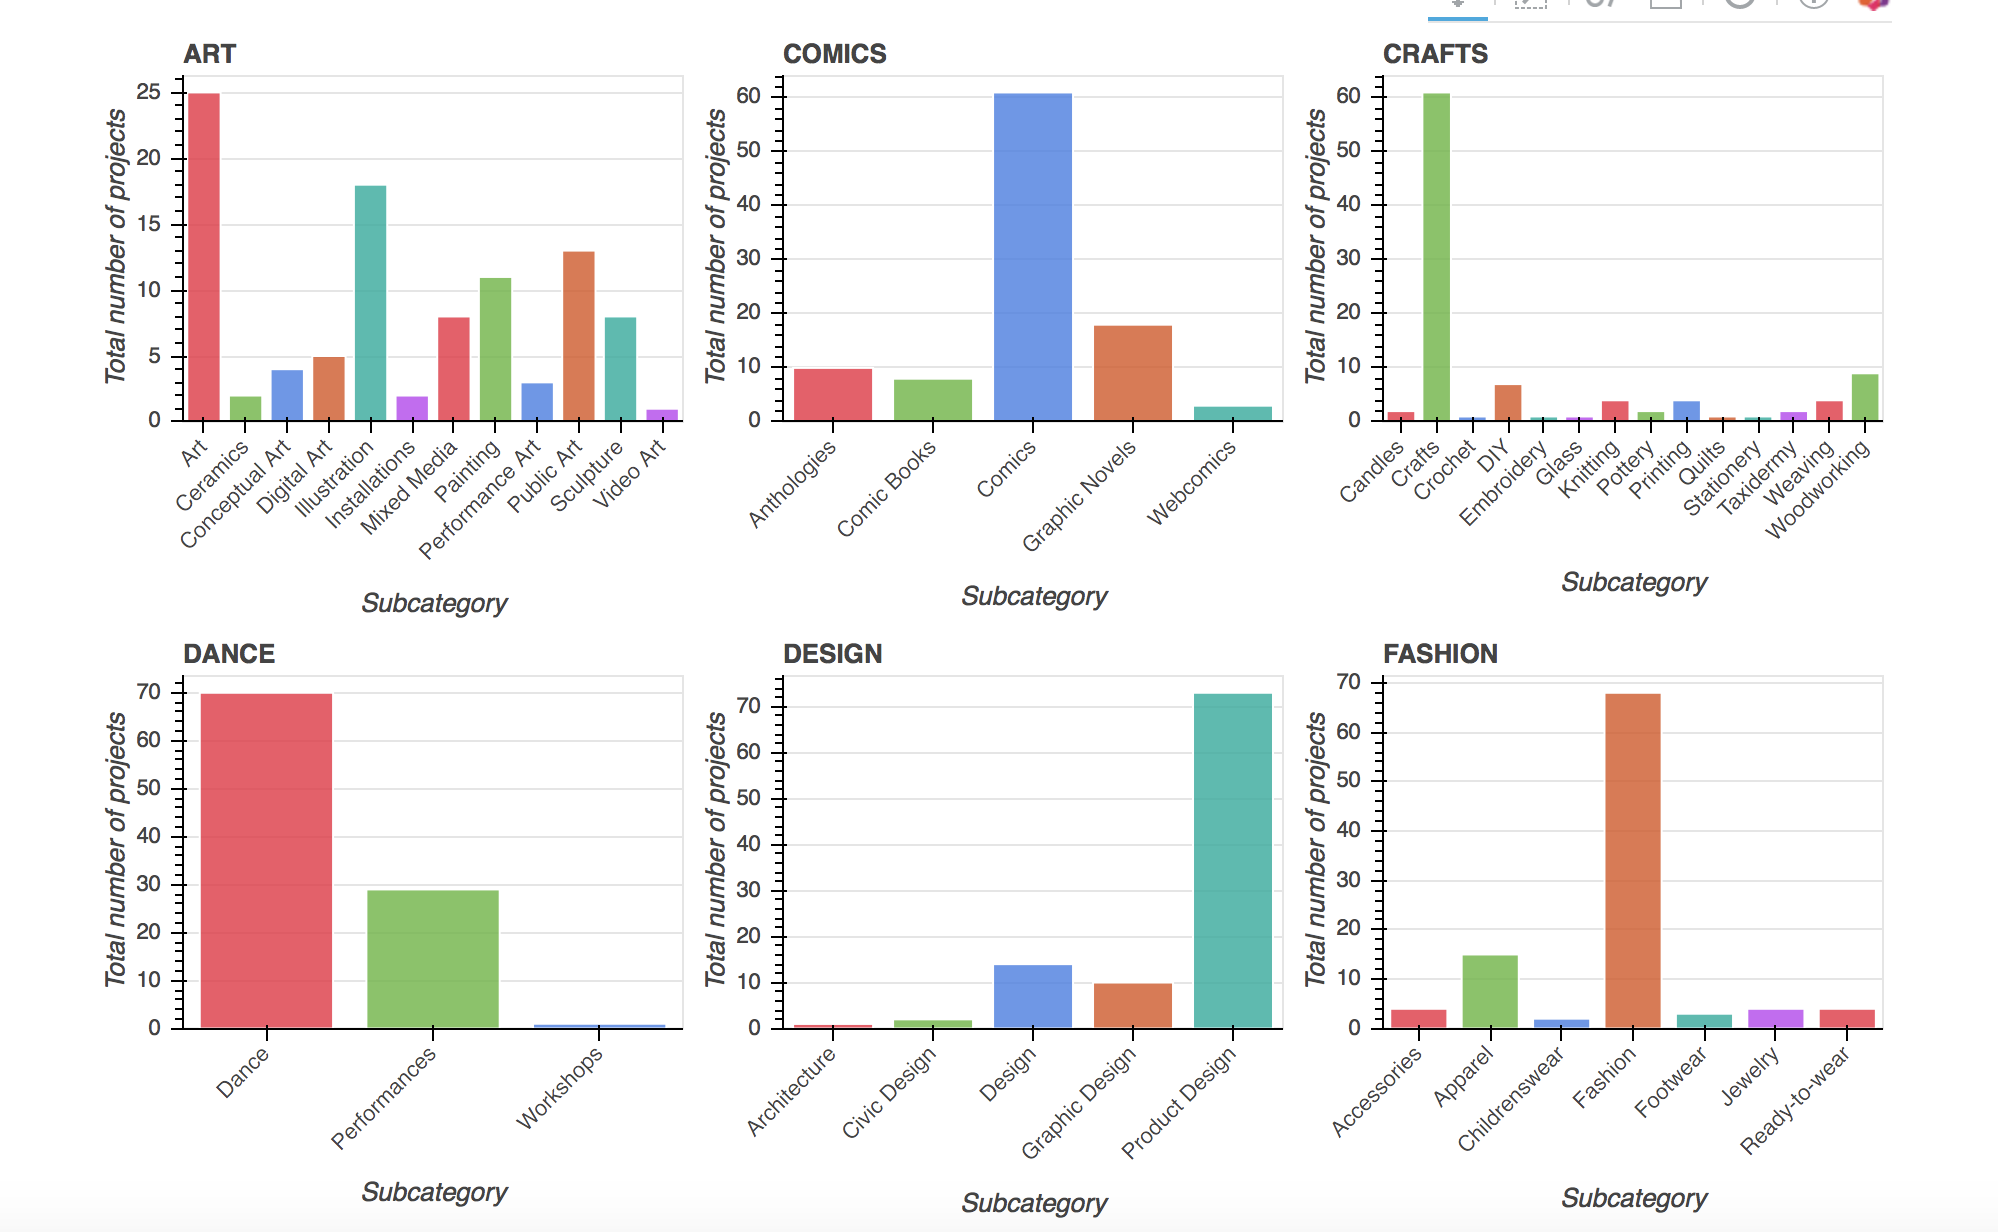 ART
Total number of projects
25
20
15
10
5
0
Art
Ceramics
Conceptual Art
Digital Art
Illustration
Installations
Mixed Media
Painting
Performance Art
Public Art
Sculpture
Video Art
Subcategory
COMICS
Total number of projects
60
50
40
30
20
10
0
Anthologies
Comic Books
Comics
Graphic Novels
Webcomics
Subcategory
CRAFTS
Total number of projects
60
50
40
30
20
10
0
Candles
Crafts
Crochet
DIY
Embroidery
Glass
Knitting
Pottery
Printing
Quilts
Stationery
Taxidermy
Weaving
Woodworking
Subcategory
DANCE
Total number of projects
70
60
50
40
30
20
10
0
Dance
Performances
Workshops
Subcategory
DESIGN
Total number of projects
70
60
50
40
30
20
10
0
Architecture
Civic Design
Design
Graphic Design
Product Design
Subcategory
FASHION
Total number of projects
70
60
50
40
30
20
10
0
Accessories
Apparel
Childrenswear
Fashion
Footwear
Jewelry
Ready-to-wear
Subcategory